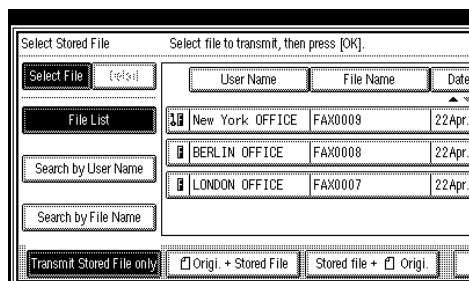 Select Stored File Select file to transmit, then press [OK].
Select File Detail User Name File Name Date
File List
New York OFFICE FAX0009 22Apr.
BERLIN OFFICE FAX0008 22Apr.
Search by User Name
LONDON OFFICE FAX0007 22Apr.
Search by File Name
Transmit Stored File only Origi. + Stored File Stored file + Origi.